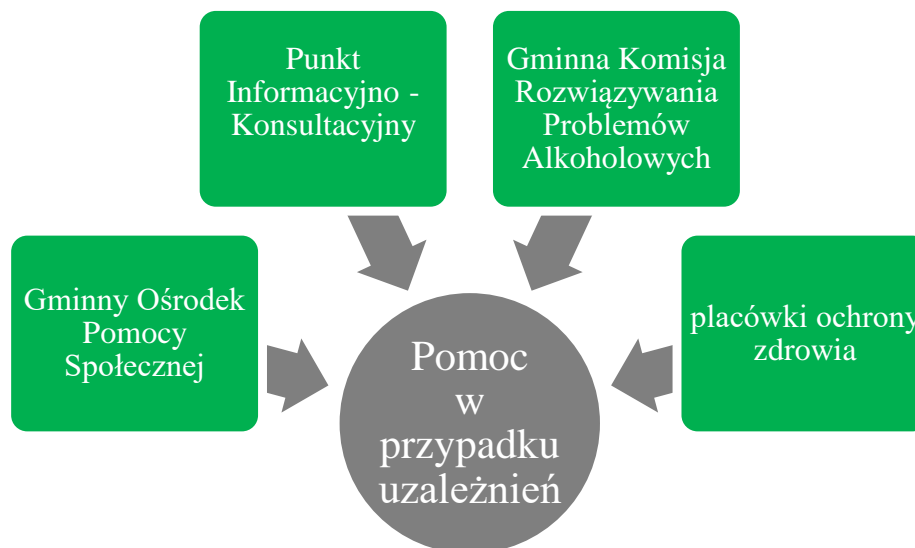 Punkt
Informacyjno -
Konsultacyjny
Gminna Komisja
Rozwiązywania
Problemów
Alkoholowych
Gminny Ośrodek
Pomocy
Społecznej
placówki ochrony
zdrowia
Pomoc
w
przypadku
uzależnień